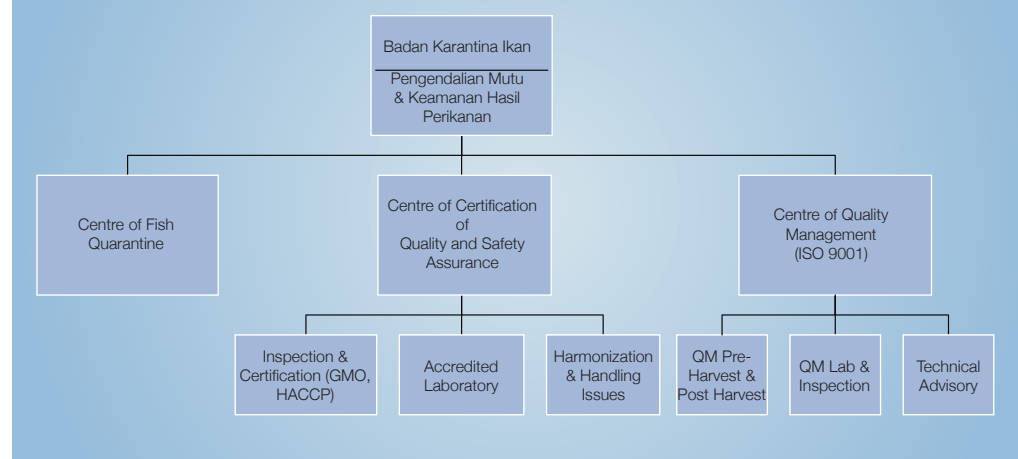 Badan Karantina Ikan
Pengendalian Mutu
& Keamanan Hasil
Perikanan
Centre of Fish
Quarantine
Centre of Certification
of
Quality and Safety
Assurance
Centre of Quality
Management
(ISO 9001)
Inspection &
Certification (GMO,
HACCP)
Accredited
Laboratory
Harmonization
& Handling
Issues
QM Pre-
Harvest &
Post Harvest
QM Lab &
Inspection
Technical
Advisory